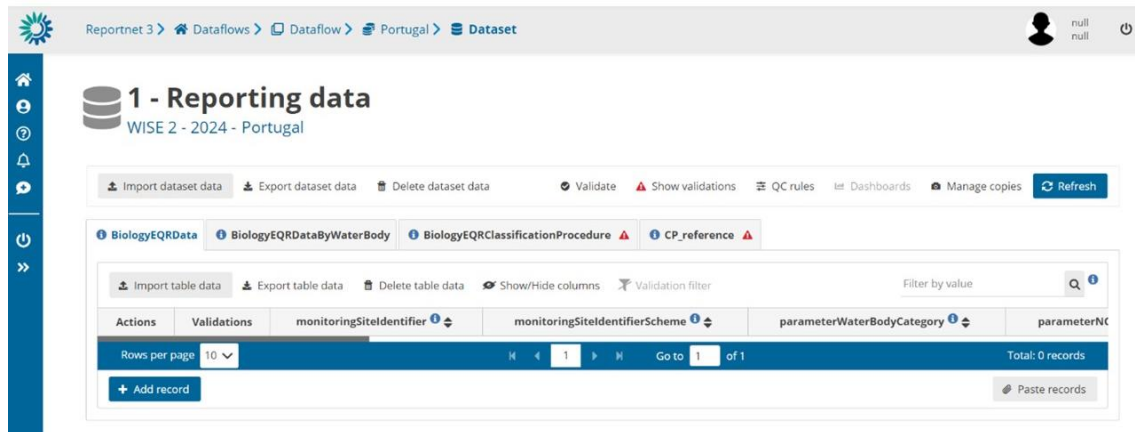 Reportnet 3 Dataflows Dataflow Portugal Dataset
null
null
1 - Reporting data
WISE 2 - 2024 - Portugal
Import dataset data Export dataset data Delete dataset data Validate Show validations QC rules Dashboards Manage copies Refresh
BiologyEQRData BiologyEQRDataByWaterBody BiologyEQRClassificationProcedure CP_reference
Import table data Export table data Delete table data Show/Hide columns Validation filter Filter by value
Actions Validations monitoringSiteIdentifier monitoringSiteIdentifierScheme parameterWaterBodyCategory parameterNC
Rows per page 10 1 Go to 1 of 1 Total: 0 records
+ Add record Paste records